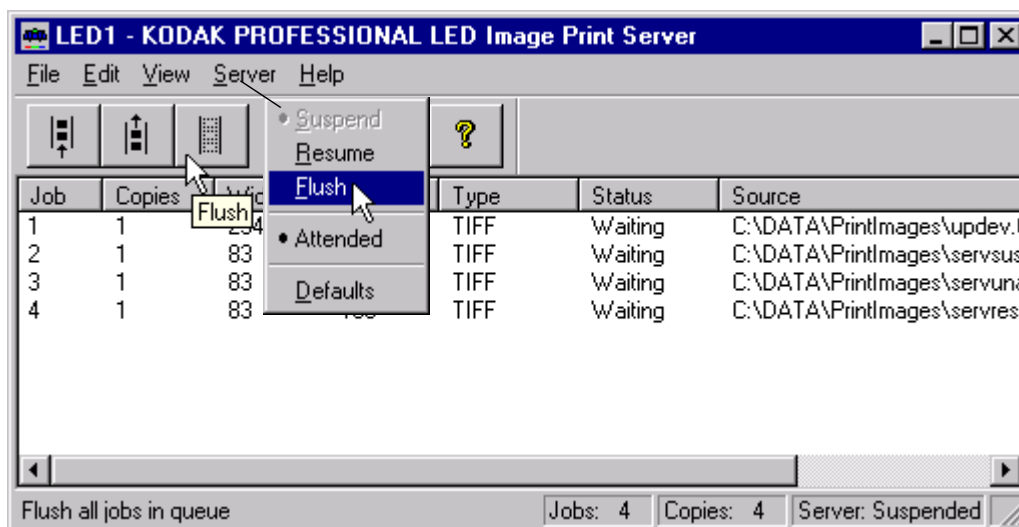 LED1 - KODAK PROFESSIONAL LED Image Print Server
File Edit View Server Help
Suspend
Resume
Flush
Attended
Defaults
Flush
Job Copies Type Status Source
1 1 TIFF Waiting C:\DATA\PrintImages\updev.
2 1 83 TIFF Waiting C:\DATA\PrintImages\servsus
3 1 83 TIFF Waiting C:\DATA\PrintImages\servuna
4 1 83 TIFF Waiting C:\DATA\PrintImages\servres
Flush all jobs in queue Jobs: 4 Copies: 4 Server: Suspended